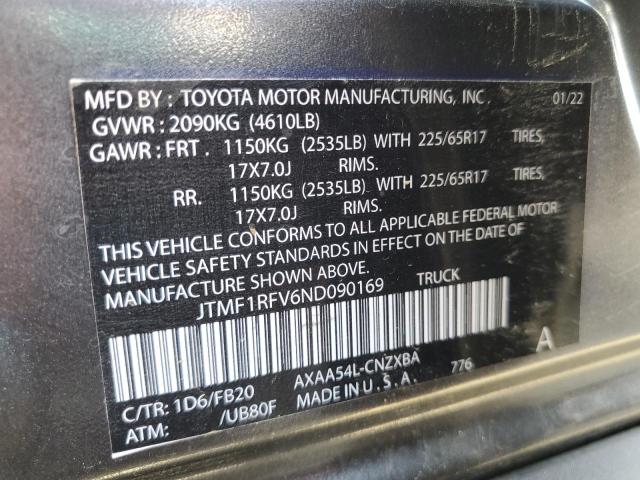 MFD BY : TOYOTA MOTOR MANUFACTURING, INC. 01/22
GVWR : 2090KG (4610LB)
GAWR : FRT. 1150KG (2535LB) WITH 225/65R17 TIRES,
17X7.0J RIMS.
RR. 1150KG (2535LB) WITH 225/65R17 TIRES,
17X7.0J RIMS.
THIS VEHICLE CONFORMS TO ALL APPLICABLE FEDERAL MOTOR
VEHICLE SAFETY STANDARDS IN EFFECT ON THE DATE OF
MANUFACTURE SHOWN ABOVE.
JTMF1RFV6ND090169 TRUCK
C/TR: 1D6/FB20 AXAA54L-CNZXBA A
ATM: /UB80F MADE IN U.S.A. 776